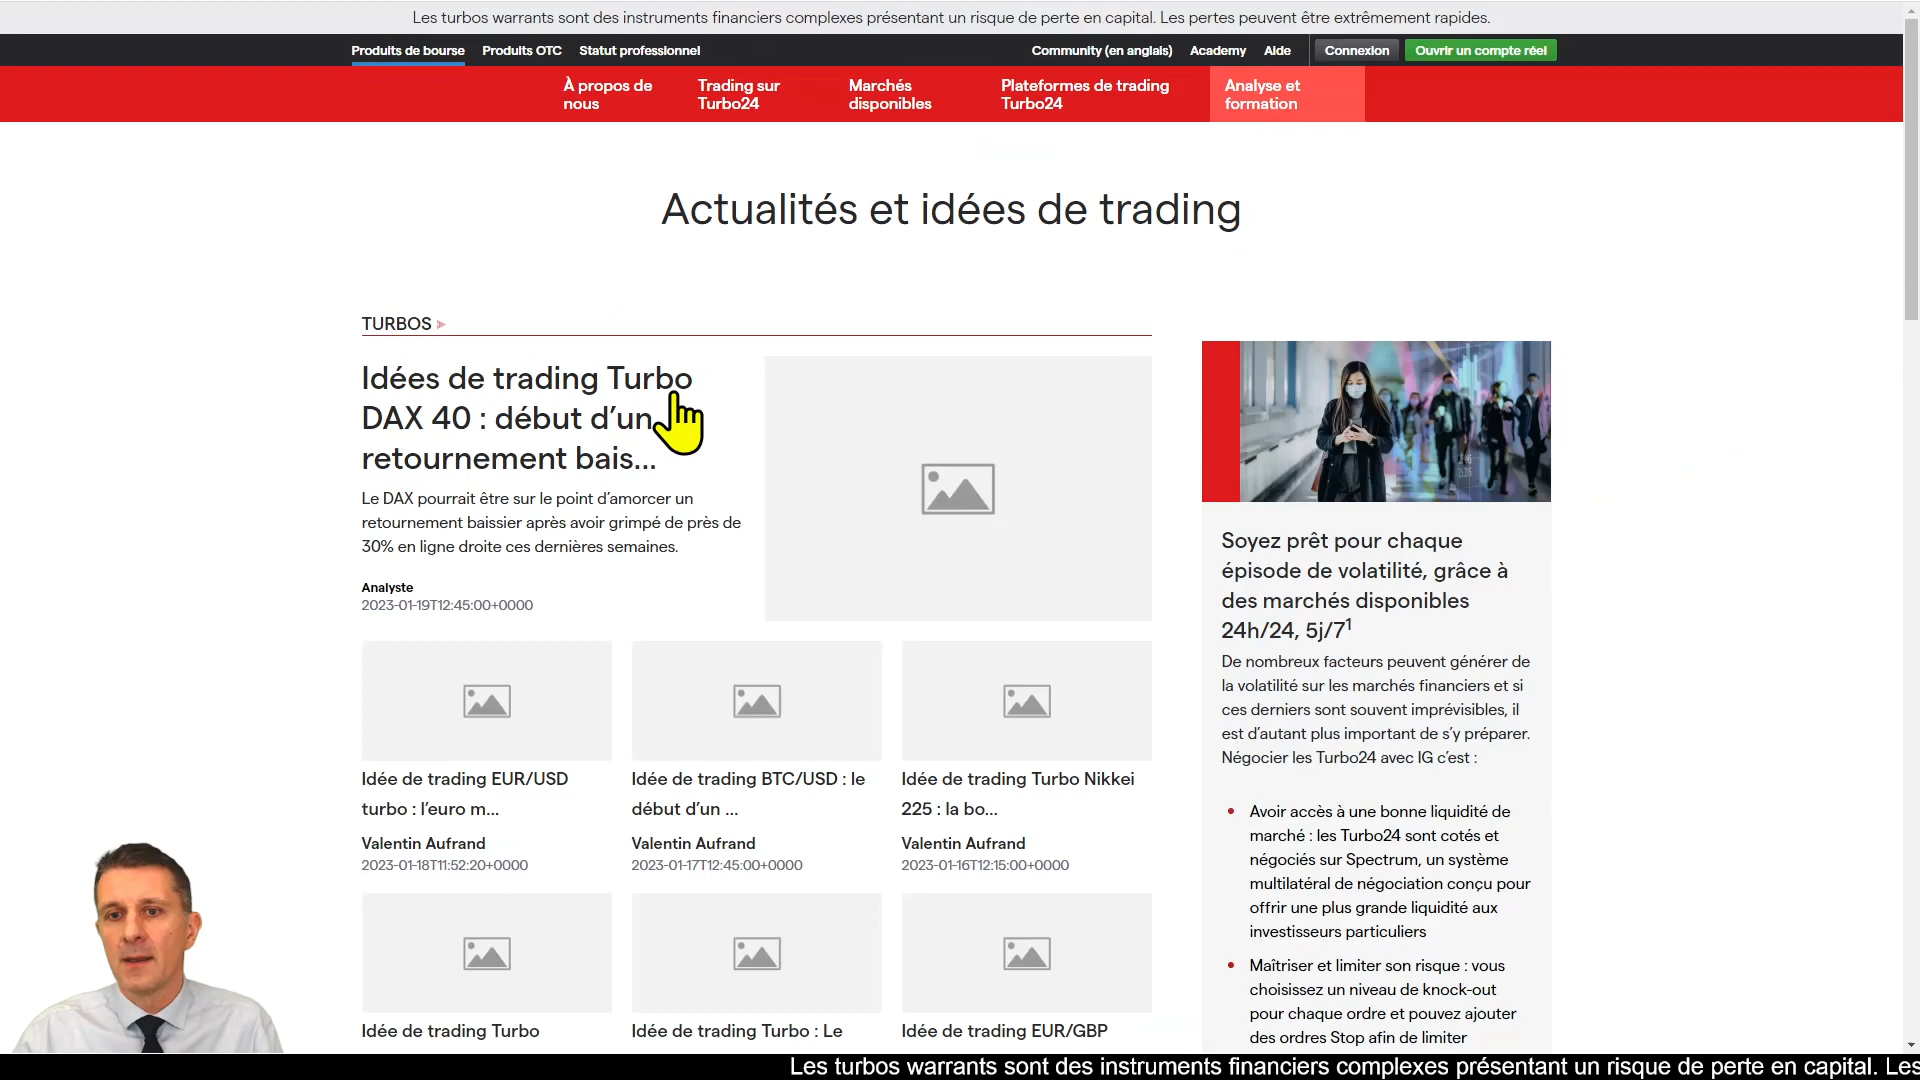 Les turbos warrants sont des instruments financiers complexes présentant un risque de perte en capital. Les pertes peuvent être extrêmement rapides.
Produits de bourse Produits OTC Statut professionnel Community (en anglais) Academy Aide Connexion Ouvrir un compte réel
À propos de nous
Trading sur Turbo24
Marchés disponibles
Plateformes de trading Turbo24
Analyse et formation
Actualités et idées de trading
TURBOS
Idées de trading Turbo
DAX 40 : début d’un
retournement bais...
Le DAX pourrait être sur le point d’amorcer un
retournement baissier après avoir grimpé de près de
30% en ligne droite ces dernières semaines.
Analyste
2023-01-19T12:45:00+0000
Idée de trading EUR/USD
turbo : l’euro m...
Valentin Aufrand
2023-01-18T11:52:20+0000
Idée de trading BTC/USD : le
début d’un ...
Valentin Aufrand
2023-01-17T12:45:00+0000
Idée de trading Turbo Nikkei
225 : la bo...
Valentin Aufrand
2023-01-16T12:15:00+0000
Idée de trading Turbo
Idée de trading Turbo : Le
Idée de trading EUR/GBP
Soyez prêt pour chaque
épisode de volatilité, grâce à
des marchés disponibles
24h/24, 5j/7¹
De nombreux facteurs peuvent générer de
la volatilité sur les marchés financiers et si
ces derniers sont souvent imprévisibles, il
est d’autant plus important de s’y préparer.
Négocier les Turbo24 avec IG c’est :
• Avoir accès à une bonne liquidité de
marché : les Turbo24 sont cotés et
négociés sur Spectrum, un système
multilatéral de négociation conçu pour
offrir une plus grande liquidité aux
investisseurs particuliers
• Maîtriser et limiter son risque : vous
choisissez un niveau de knock-out
pour chaque ordre et pouvez ajouter
des ordres Stop afin de limiter
Les turbos warrants sont des instruments financiers complexes présentant un risque de perte en capital. Les